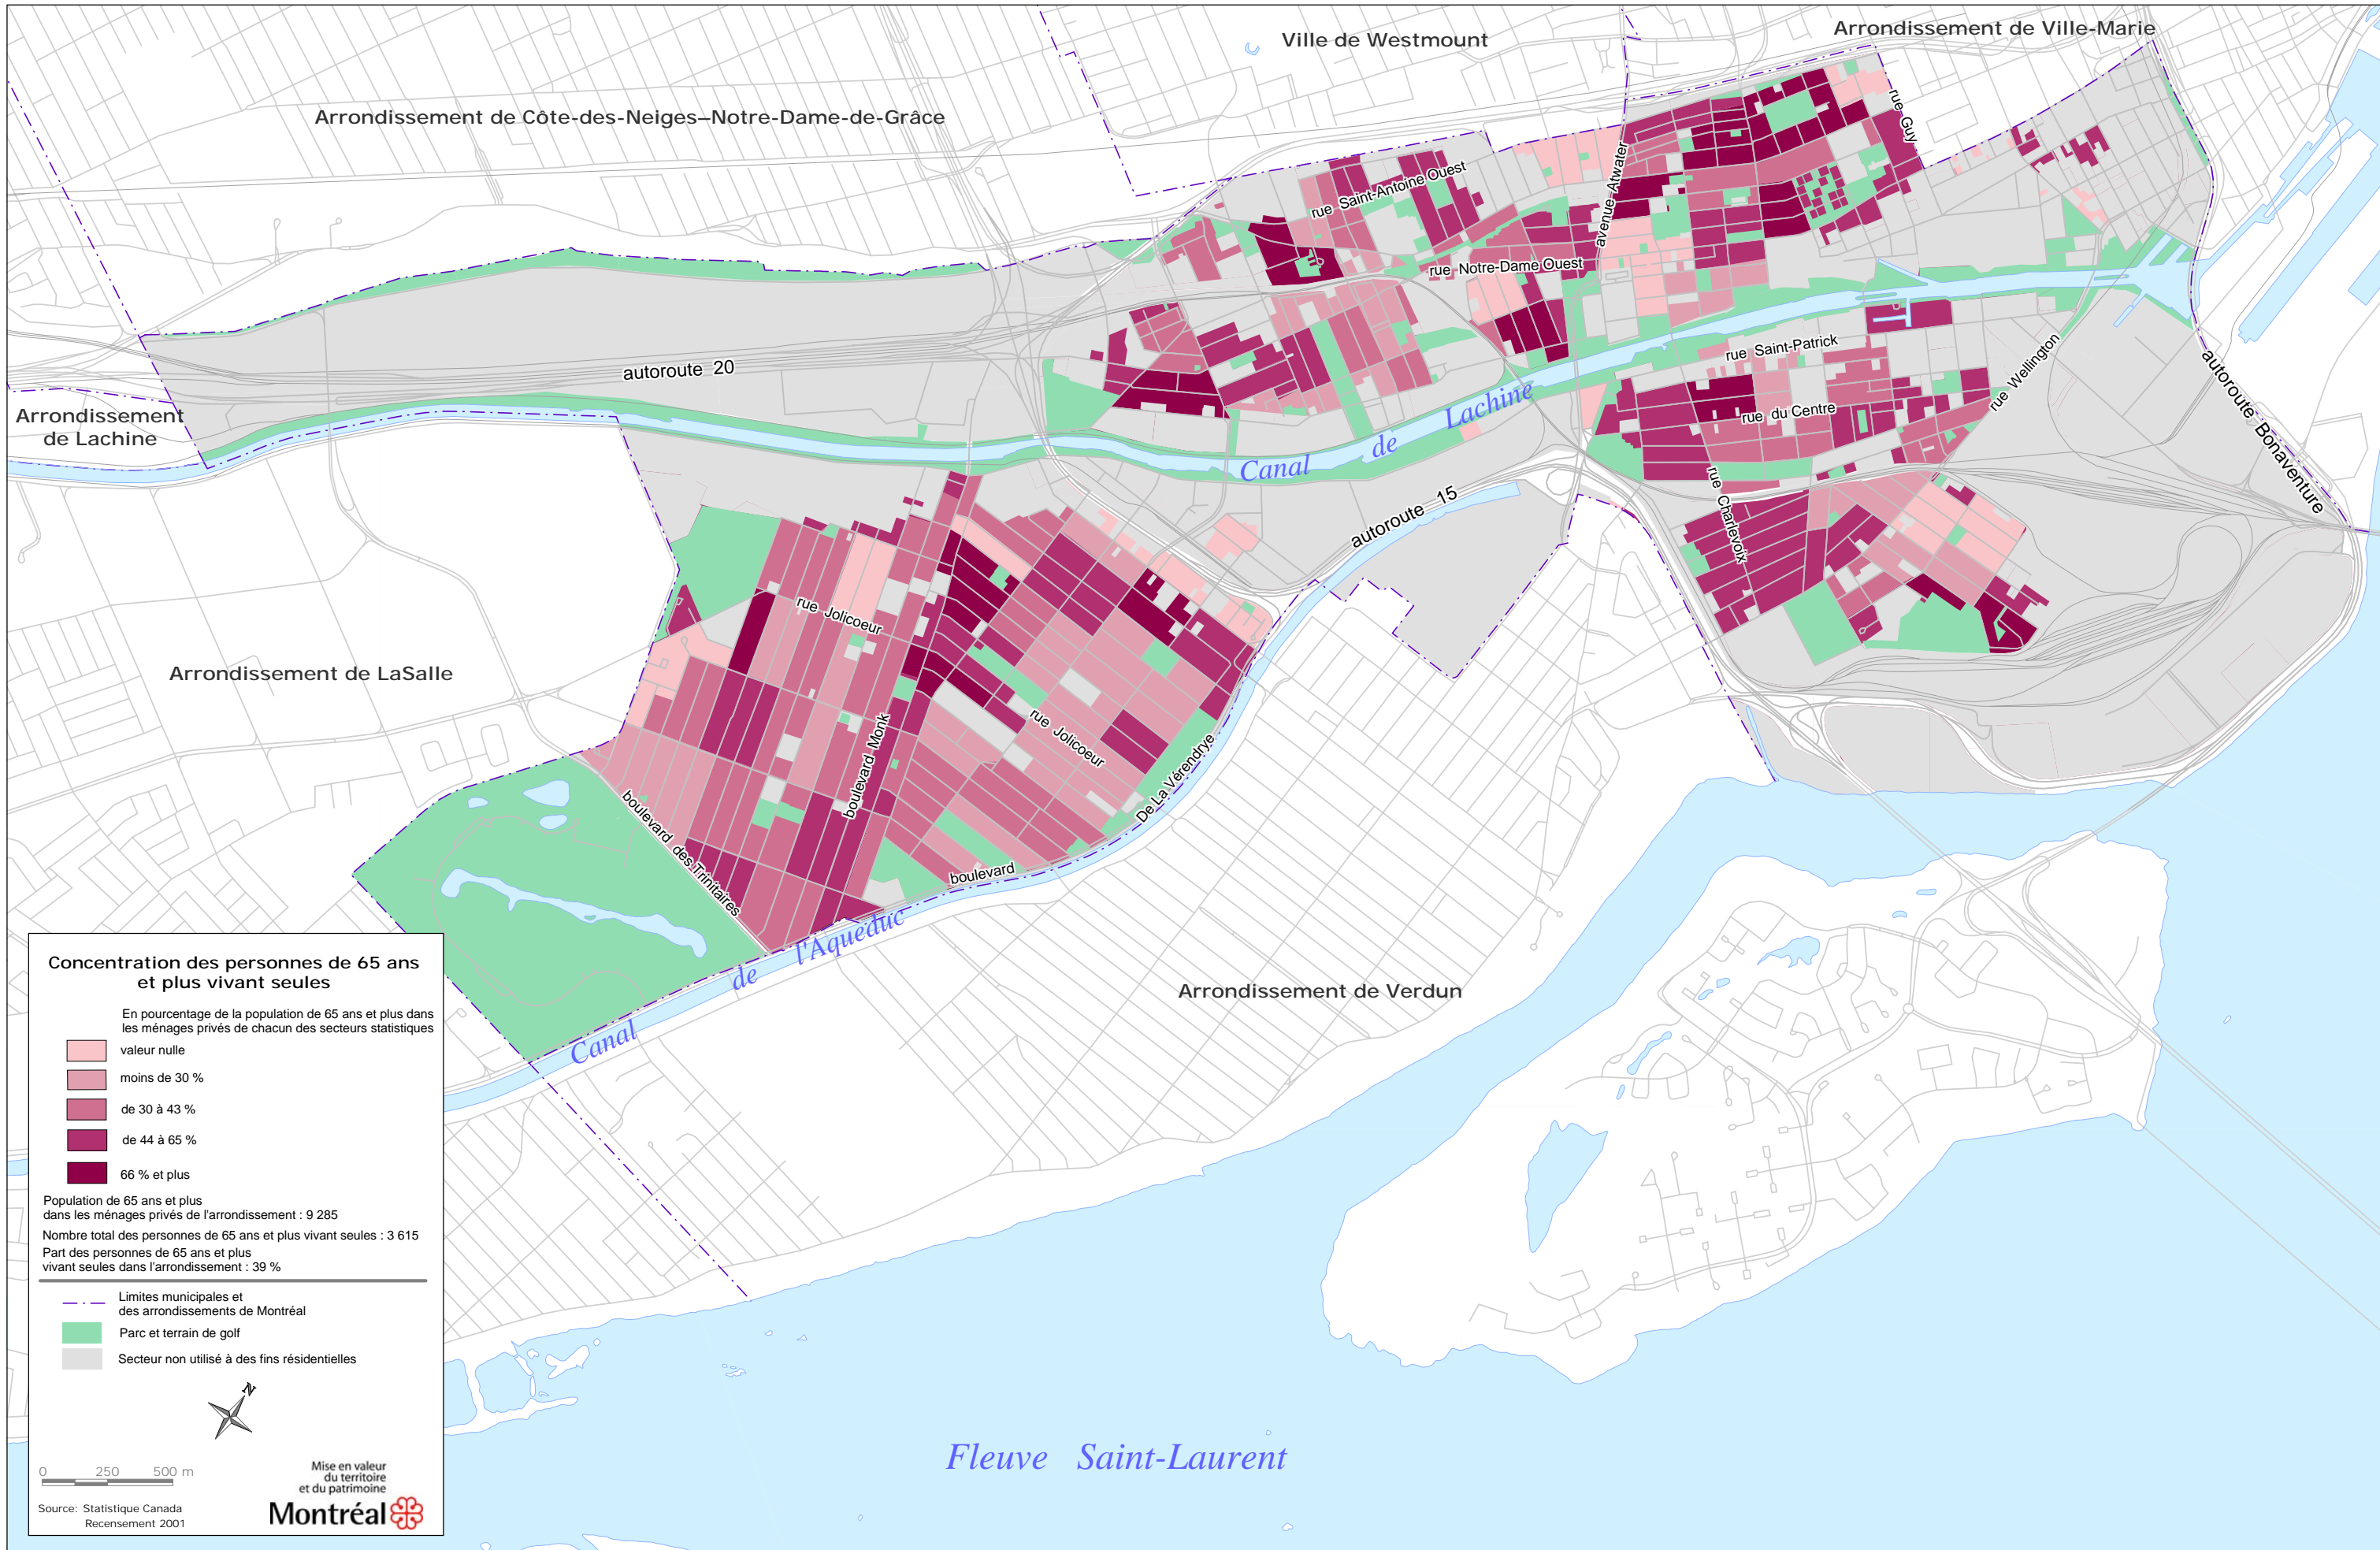 Ville de Westmount
Arrondissement de Ville-Marie
Arrondissement de Côte-des-Neiges–Notre-Dame-de-Grâce
rue Guy
rue Saint-Antoine Ouest
avenue Atwater
rue Notre-Dame Ouest
autoroute 20
rue Saint-Patrick
rue Wellington
autoroute Bonaventure
Arrondissement
de Lachine
rue du Centre
Canal de Lachine
rue Charlevoix
autoroute 15
rue Jolicoeur
Arrondissement de LaSalle
rue Jolicoeur
boulevard Monk
De La Vérendrye
boulevard des Trinitaires
boulevard
Canal de l'Aqueduc
Arrondissement de Verdun
Fleuve Saint-Laurent
Concentration des personnes de 65 ans
et plus vivant seules
En pourcentage de la population de 65 ans et plus dans
les ménages privés de chacun des secteurs statistiques
valeur nulle
moins de 30 %
de 30 à 43 %
de 44 à 65 %
66 % et plus
Population de 65 ans et plus
dans les ménages privés de l'arrondissement : 9 285
Nombre total des personnes de 65 ans et plus vivant seules : 3 615
Part des personnes de 65 ans et plus
vivant seules dans l'arrondissement : 39 %
Limites municipales et
des arrondissements de Montréal
Parc et terrain de golf
Secteur non utilisé à des fins résidentielles
N
0 250 500 m
Source: Statistique Canada
Recensement 2001
Mise en valeur
du territoire
et du patrimoine
Montréal